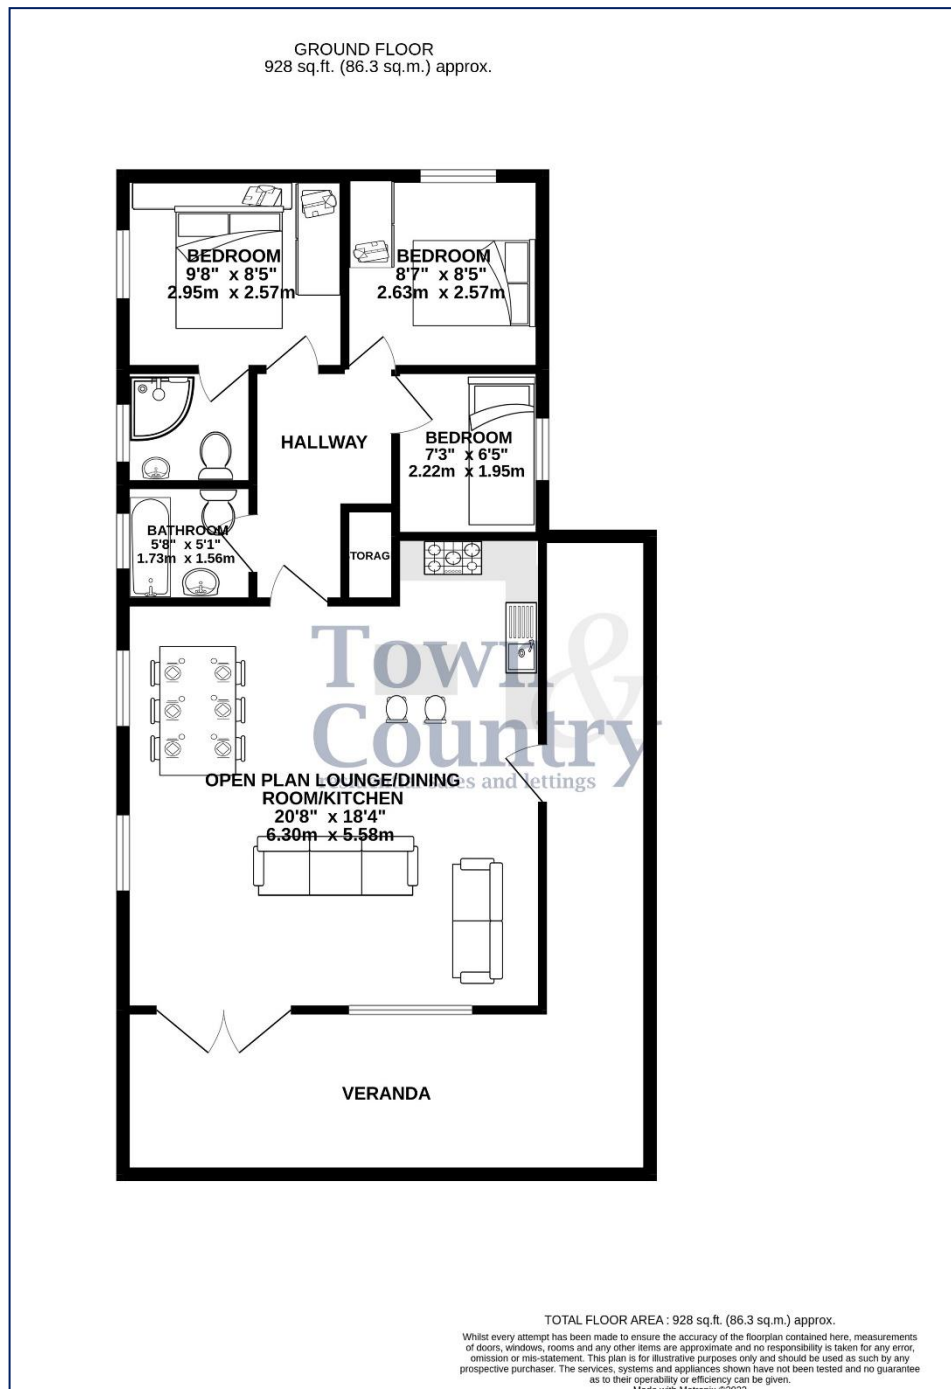 GROUND FLOOR
928 sq.ft. (86.3 sq.m.) approx.
BEDROOM
9'8" x 8'5"
2.95m x 2.57m
BEDROOM
8'7" x 8'5"
2.63m x 2.57m
HALLWAY
BEDROOM
7'3" x 6'5"
2.22m x 1.95m
BATHROOM
5'8" x 5'1"
1.73m x 1.56m
TORAG
Town &
Country
residential sales and lettings
OPEN PLAN LOUNGE/DINING
ROOM/KITCHEN
20'8" x 18'4"
6.30m x 5.58m
VERANDA
TOTAL FLOOR AREA : 928 sq.ft. (86.3 sq.m.) approx.
Whilst every attempt has been made to ensure the accuracy of the floorplan contained here, measurements
of doors, windows, rooms and any other items are approximate and no responsibility is taken for any error,
omission or mis-statement. This plan is for illustrative purposes only and should be used as such by any
prospective purchaser. The services, systems and appliances shown have not been tested and no guarantee
as to their operability or efficiency can be given.
Made with Metropix ©2023